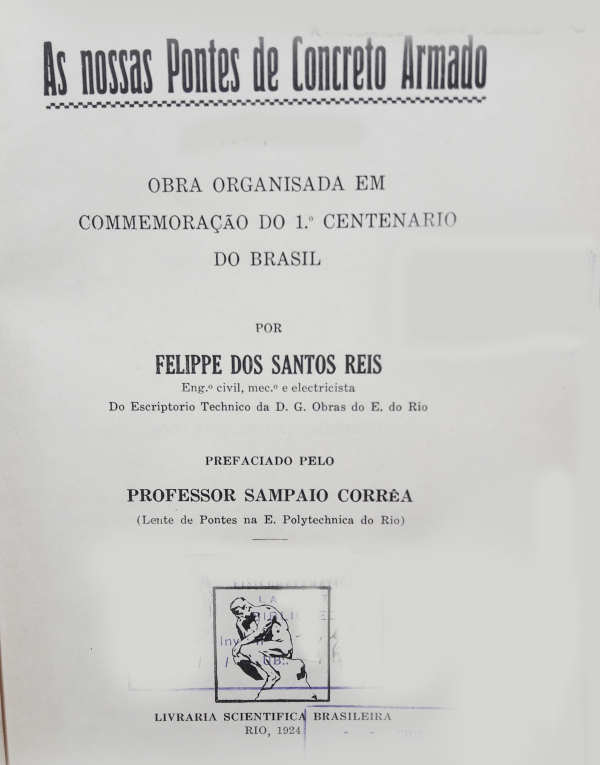 As nossas Pontes de Concreto Armado
OBRA ORGANISADA EM
COMMEMORAÇÃO DO 1.º CENTENARIO
DO BRASIL
POR
FELIPPE DOS SANTOS REIS
Eng.º civil, mec.º e electricista
Do Escriptorio Technico da D. G. Obras do E. do Rio
PREFACIADO PELO
PROFESSOR SAMPAIO CORRÊA
(Lente de Pontes na E. Polytechnica do Rio)
LIVRARIA SCIENTIFICA BRASILEIRA
RIO, 1924